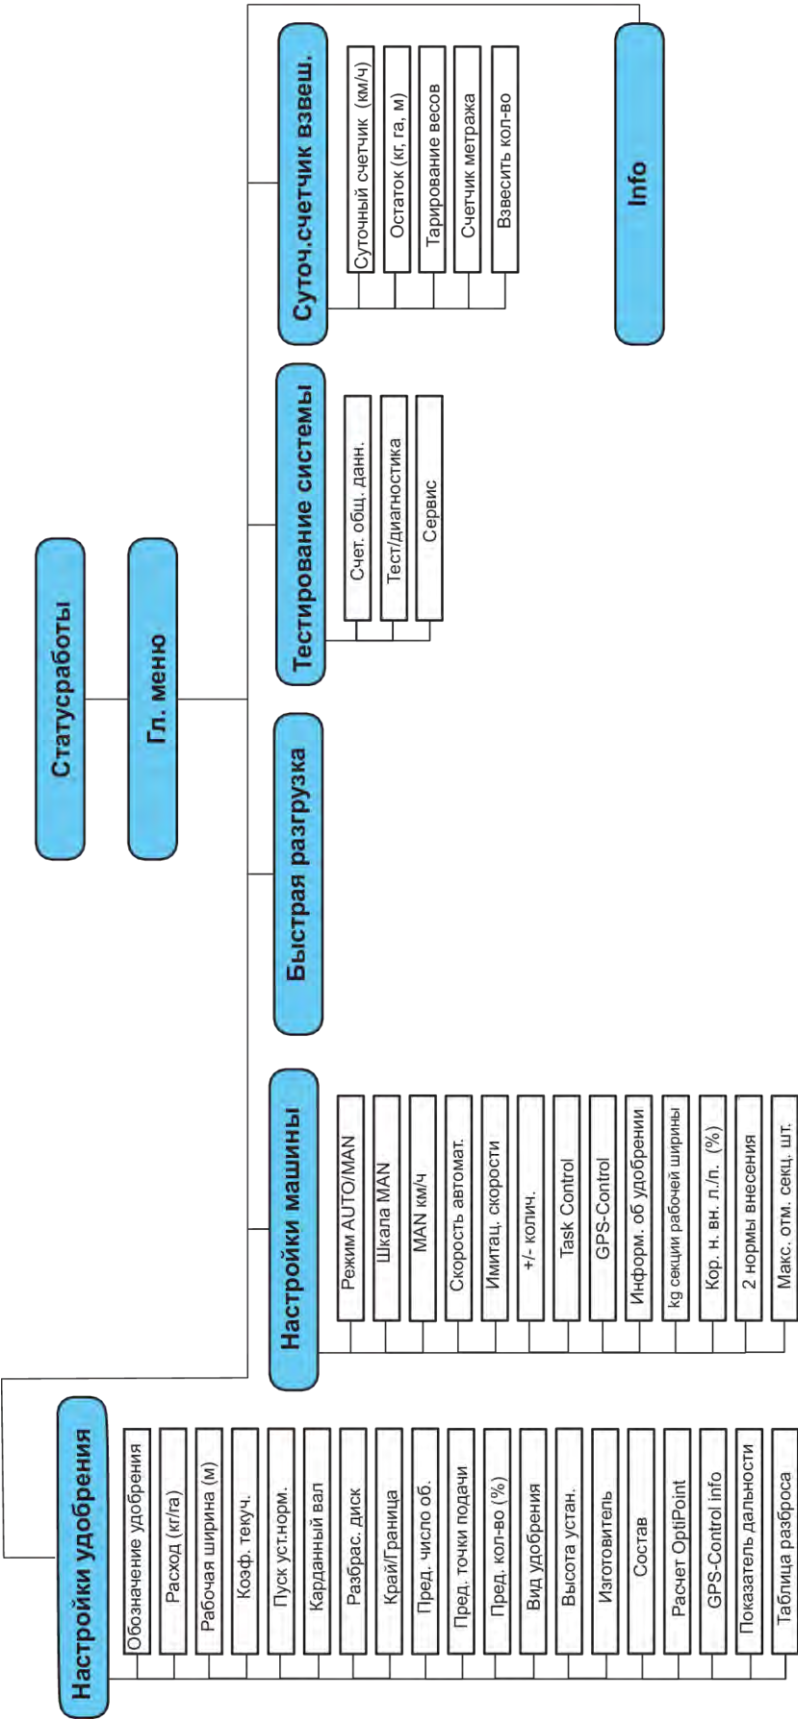 Статусработы
Гл. меню
Настройки удобрения
Обозначение удобрения
Расход (кг/га)
Рабочая ширина (м)
Коэф. текуч.
Пуск уст.норм.
Карданный вал
Разбрас. диск
Край/Граница
Пред. число об.
Пред. точки подачи
Пред. кол-во (%)
Вид удобрения
Высота устан.
Изготовитель
Состав
Расчет OptiPoint
GPS-Control info
Показатель дальности
Таблица разброса
Настройки машины
Режим AUTO/MAN
Шкала MAN
MAN км/ч
Скорость автомат.
Имитац. скорости
+/- колич.
Task Control
GPS-Control
Информ. об удобрении
kg секции рабочей ширины
Кор. н. вн. л./п. (%)
2 нормы внесения
Макс. отм. секц. шт.
Быстрая разгрузка
Тестирование системы
Счет. общ. данн.
Тест/диагностика
Сервис
Суточ.счетчик взвеш.
Суточный счетчик (км/ч)
Остаток (кг, га, м)
Тарирование весов
Счетчик метража
Взвесить кол-во
Info